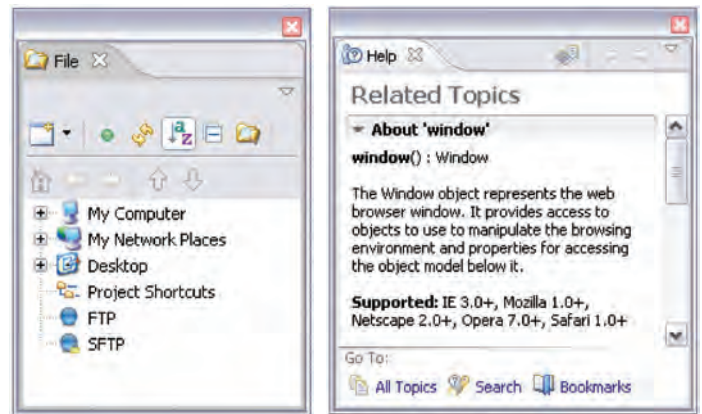 File
a
z
My Computer
My Network Places
Desktop
Project Shortcuts
FTP
SFTP
Help
Related Topics
About 'window'
window() : Window
The Window object represents the web
browser window. It provides access to
objects to use to manipulate the browsing
environment and properties for accessing
the object model below it.
Supported: IE 3.0+, Mozilla 1.0+,
Netscape 2.0+, Opera 7.0+, Safari 1.0+
Go To:
All Topics Search Bookmarks